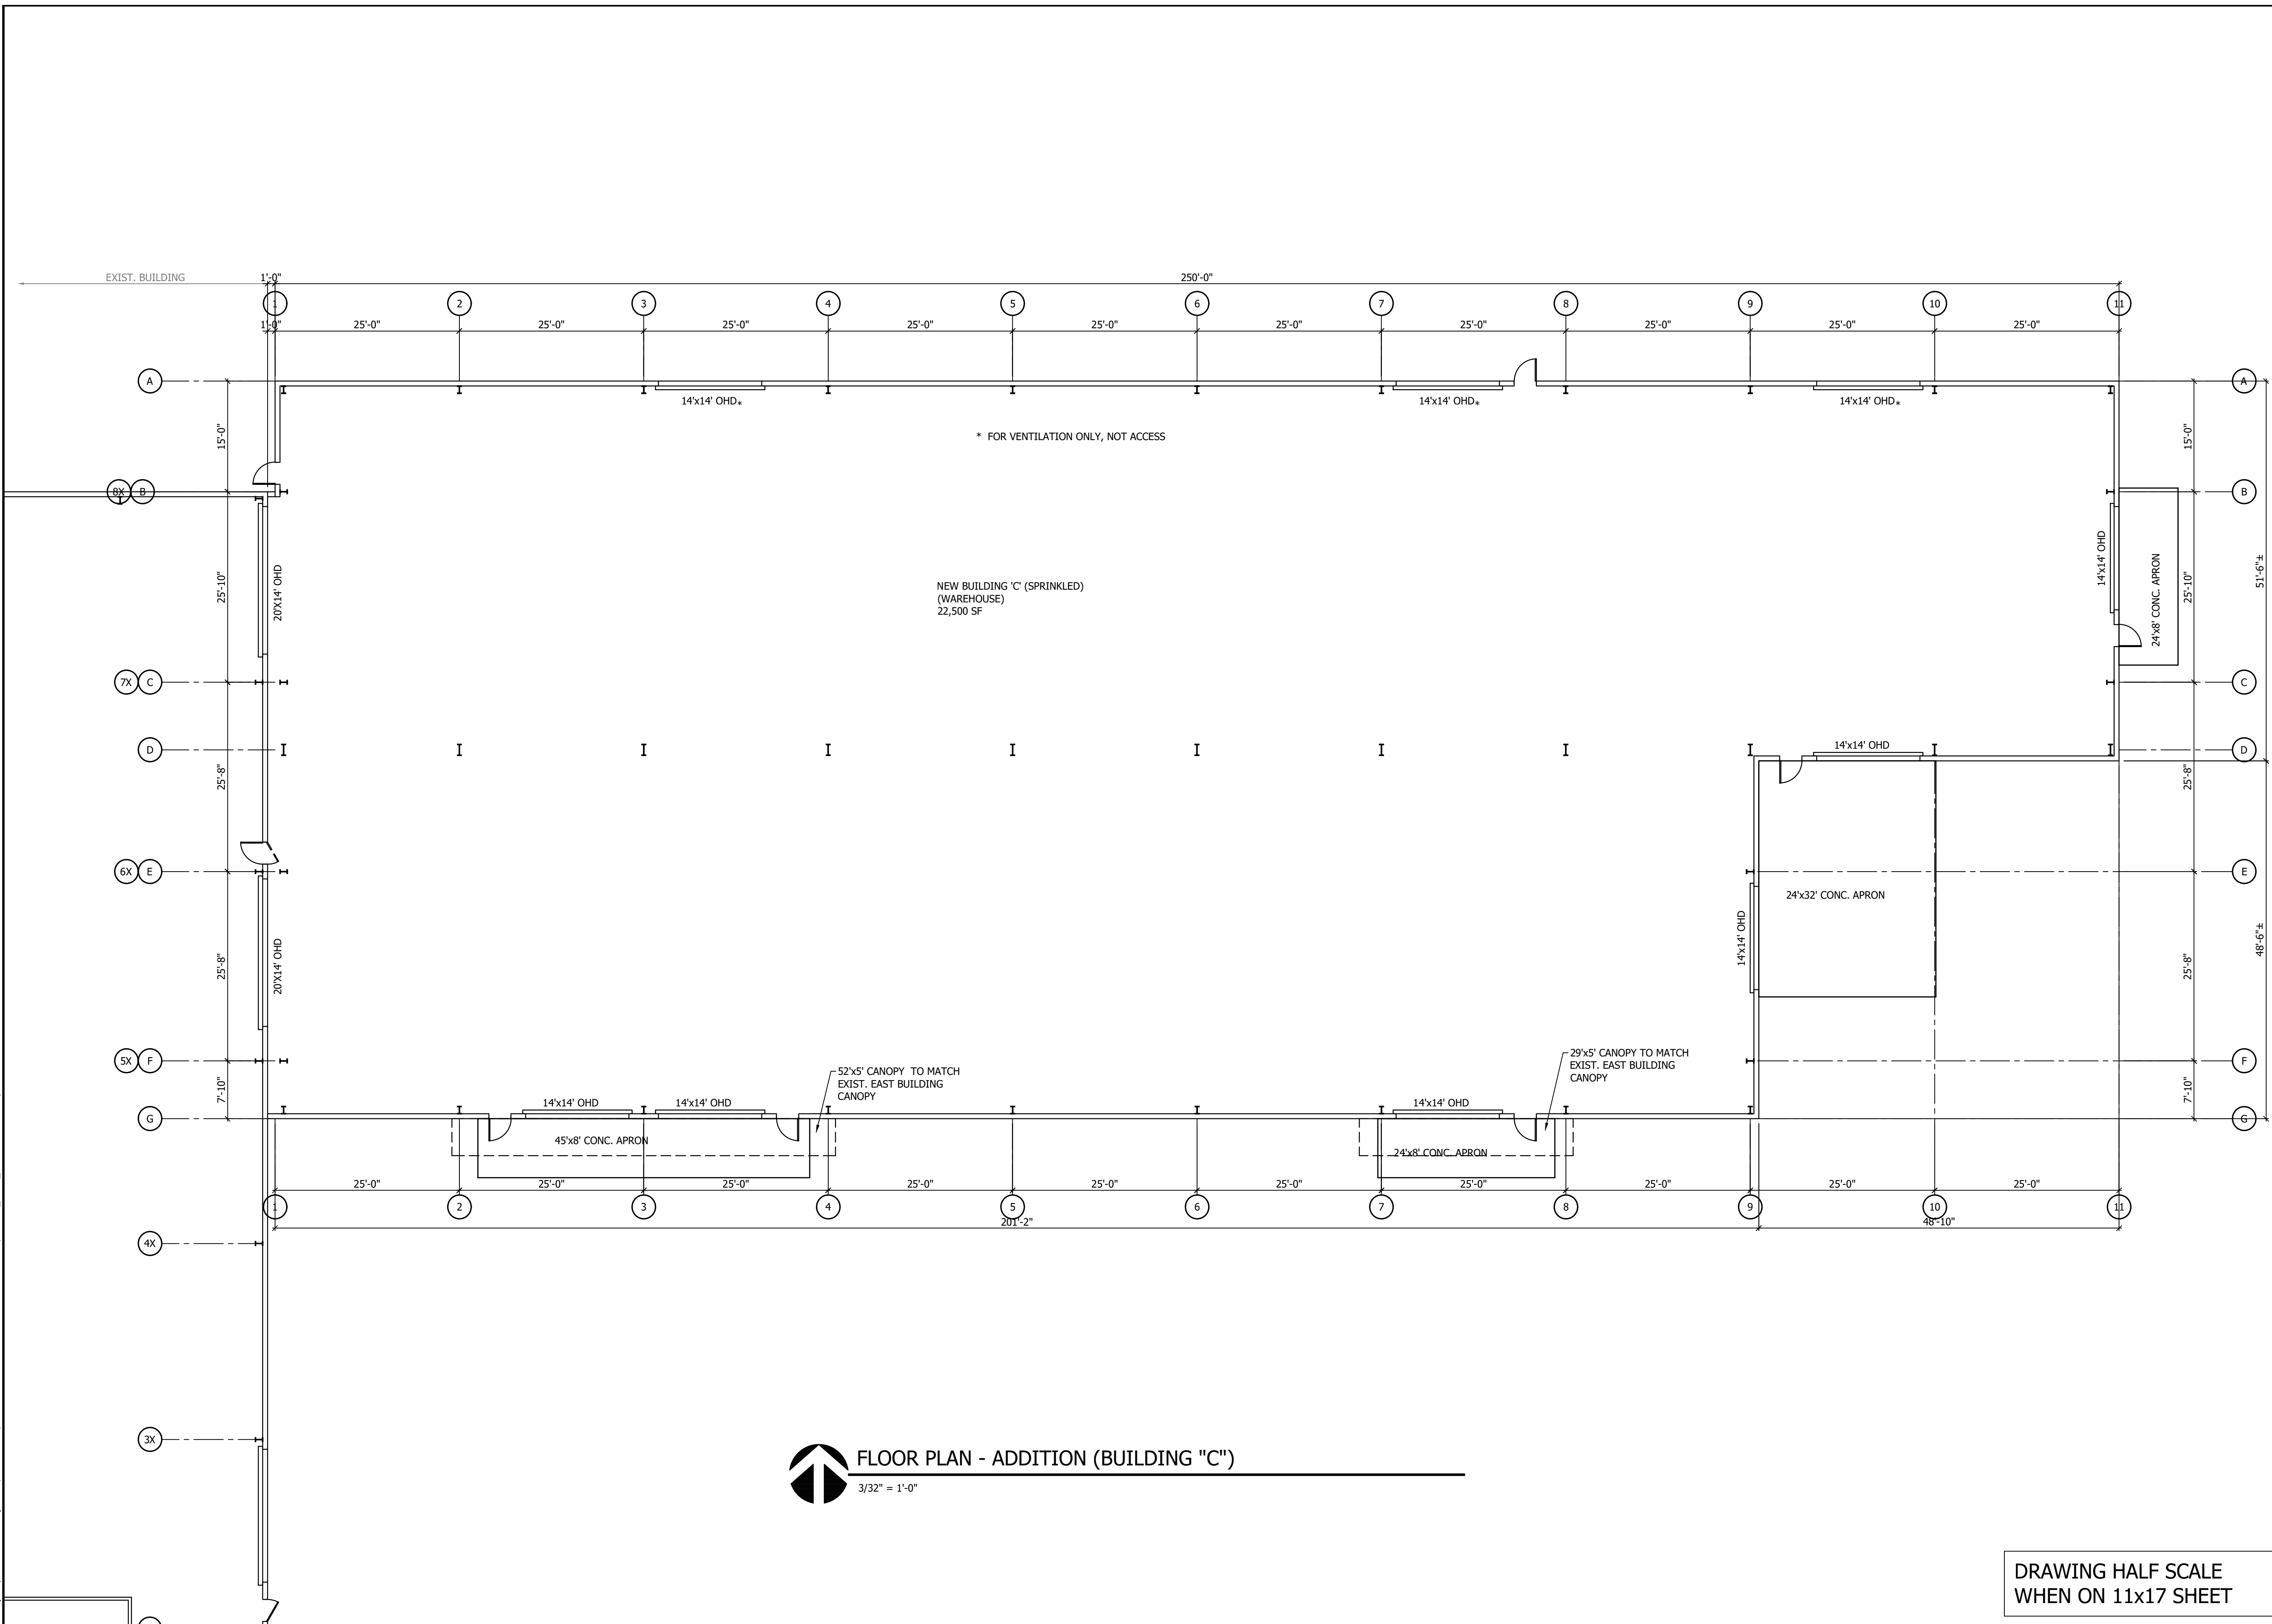 EXIST. BUILDING
1'-0"
250'-0"
1 2 3 4 5 6 7 8 9 10 11
1'-0" 25'-0" 25'-0" 25'-0" 25'-0" 25'-0" 25'-0" 25'-0" 25'-0" 25'-0" 25'-0"
A
A
14'x14' OHD*
14'x14' OHD*
14'x14' OHD*
* FOR VENTILATION ONLY, NOT ACCESS
15'-0"
15'-0"
8X B
B
25'-10"
20'X14' OHD
NEW BUILDING 'C' (SPRINKLED)
(WAREHOUSE)
22,500 SF
14'x14' OHD
24'x8' CONC. APRON
25'-10"
51'-6"±
7X C
C
D
14'x14' OHD
D
25'-8"
25'-8"
6X E
E
24'x32' CONC. APRON
25'-8"
20'X14' OHD
14'x14' OHD
25'-8"
48'-6"±
5X F
F
52'x5' CANOPY TO MATCH
EXIST. EAST BUILDING
CANOPY
29'x5' CANOPY TO MATCH
EXIST. EAST BUILDING
CANOPY
7'-10"
7'-10"
14'x14' OHD
14'x14' OHD
14'x14' OHD
G
G
45'x8' CONC. APRON
24'x8' CONC. APRON
25'-0" 25'-0" 25'-0" 25'-0" 25'-0" 25'-0" 25'-0" 25'-0" 25'-0" 25'-0"
1 2 3 4 5 6 7 8 9 10 11
201'-2"
48'-10"
4X
3X
FLOOR PLAN - ADDITION (BUILDING "C")
3/32" = 1'-0"
DRAWING HALF SCALE
WHEN ON 11x17 SHEET